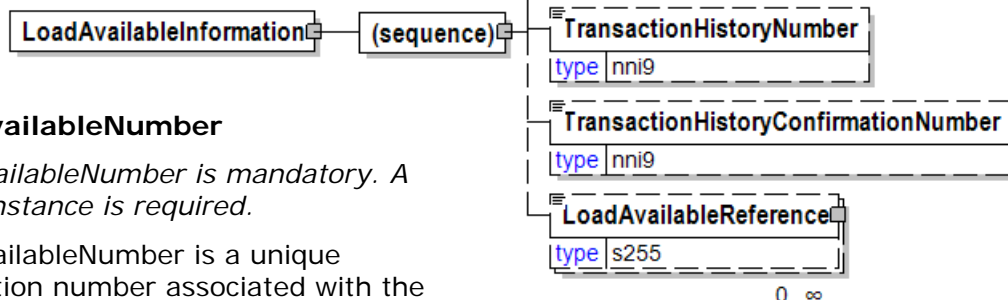 LoadAvailableInformation
(sequence)
TransactionHistoryNumber
type nni9
TransactionHistoryConfirmationNumber
type nni9
LoadAvailableReference
type s255
0 ∞
vailableNumber
ailableNumber is mandatory. A
nstance is required.
ailableNumber is a unique
tion number associated with the